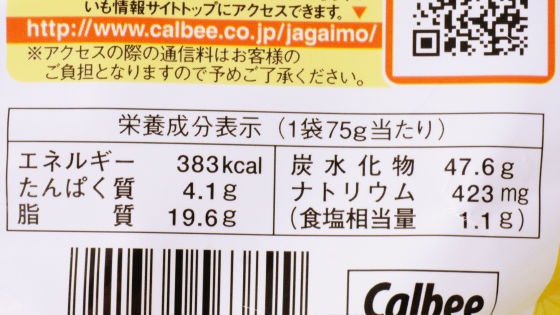 いも情報サイトトップにアクセスできます。▼
http://www.calbee.co.jp/jagaimo/
※アクセスの際の通信料はお客様の
ご負担となりますので予めご了承ください。
栄養成分表示（1袋75g当たり）
エネルギー 383kcal
たんぱく質 4.1g
脂質 19.6g
炭水化物 47.6g
ナトリウム 423mg
（食塩相当量 1.1g）
Calbee